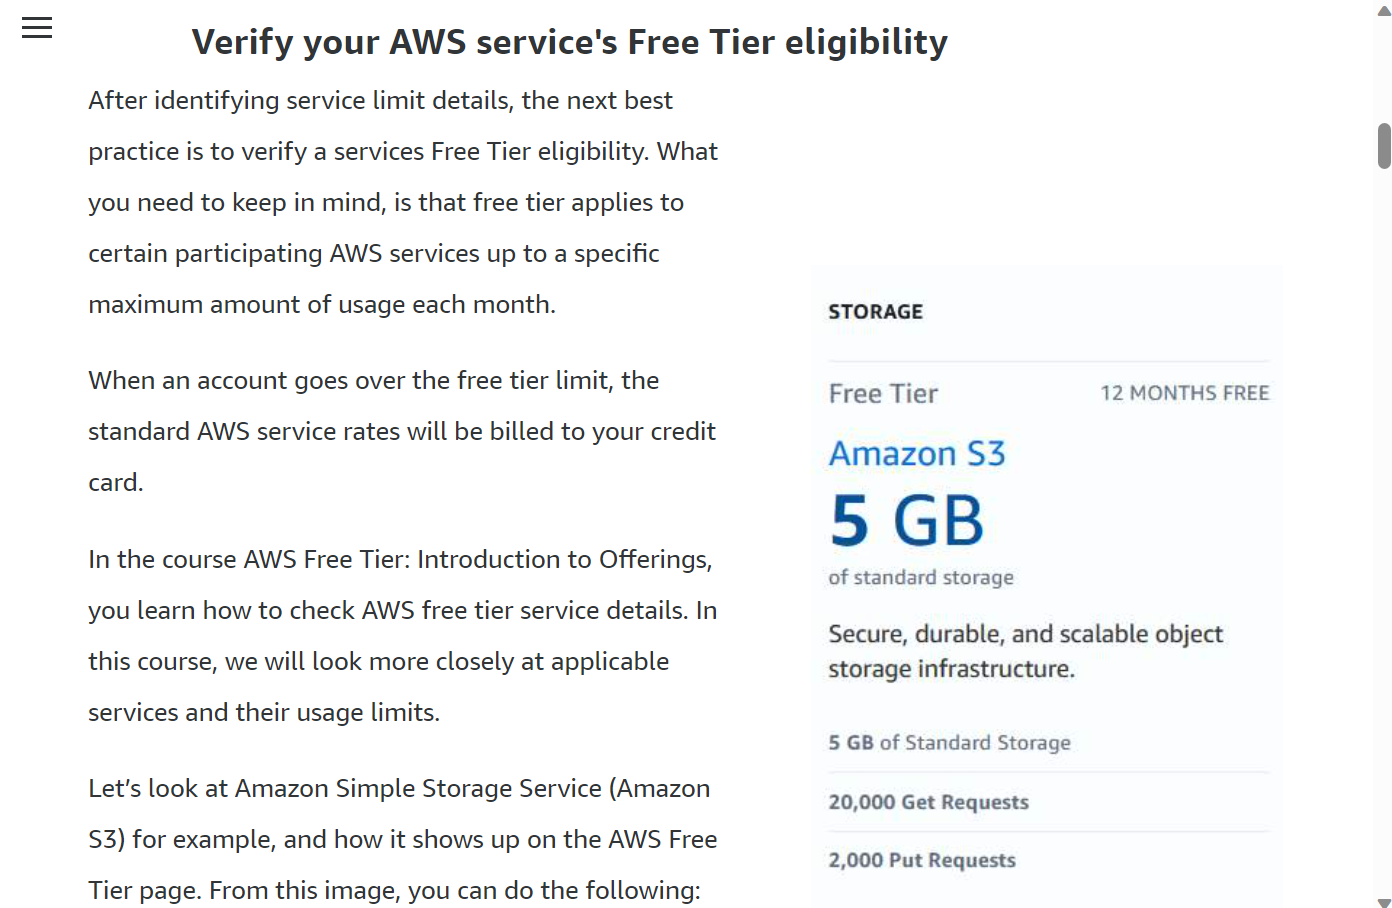 Verify your AWS service's Free Tier eligibility
After identifying service limit details, the next best
practice is to verify a services Free Tier eligibility. What
you need to keep in mind, is that free tier applies to
certain participating AWS services up to a specific
maximum amount of usage each month.
When an account goes over the free tier limit, the
standard AWS service rates will be billed to your credit
card.
In the course AWS Free Tier: Introduction to Offerings,
you learn how to check AWS free tier service details. In
this course, we will look more closely at applicable
services and their usage limits.
Let’s look at Amazon Simple Storage Service (Amazon
S3) for example, and how it shows up on the AWS Free
Tier page. From this image, you can do the following:
STORAGE
Free Tier 12 MONTHS FREE
Amazon S3
5 GB
of standard storage
Secure, durable, and scalable object
storage infrastructure.
5 GB of Standard Storage
20,000 Get Requests
2,000 Put Requests